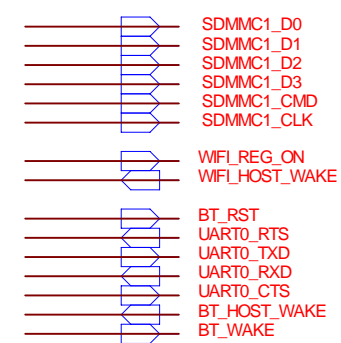 SDMMC1_D0
SDMMC1_D1
SDMMC1_D2
SDMMC1_D3
SDMMC1_CMD
SDMMC1_CLK
WIFI_REG_ON
WIFI_HOST_WAKE
BT_RST
UART0_RTS
UART0_TXD
UART0_RXD
UART0_CTS
BT_HOST_WAKE
BT_WAKE